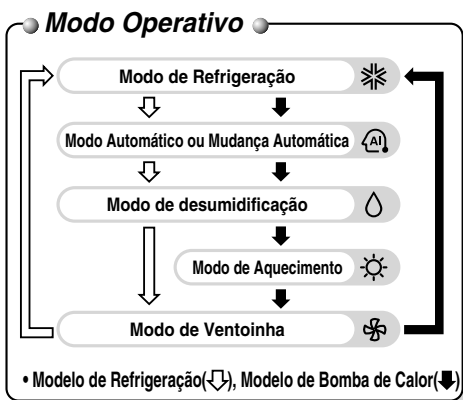 Modo Operativo
Modo de Refrigeração
Modo Automático ou Mudança Automática
AI
Modo de desumidificação
Modo de Aquecimento
Modo de Ventoinha
• Modelo de Refrigeração(⇩), Modelo de Bomba de Calor(⬇)